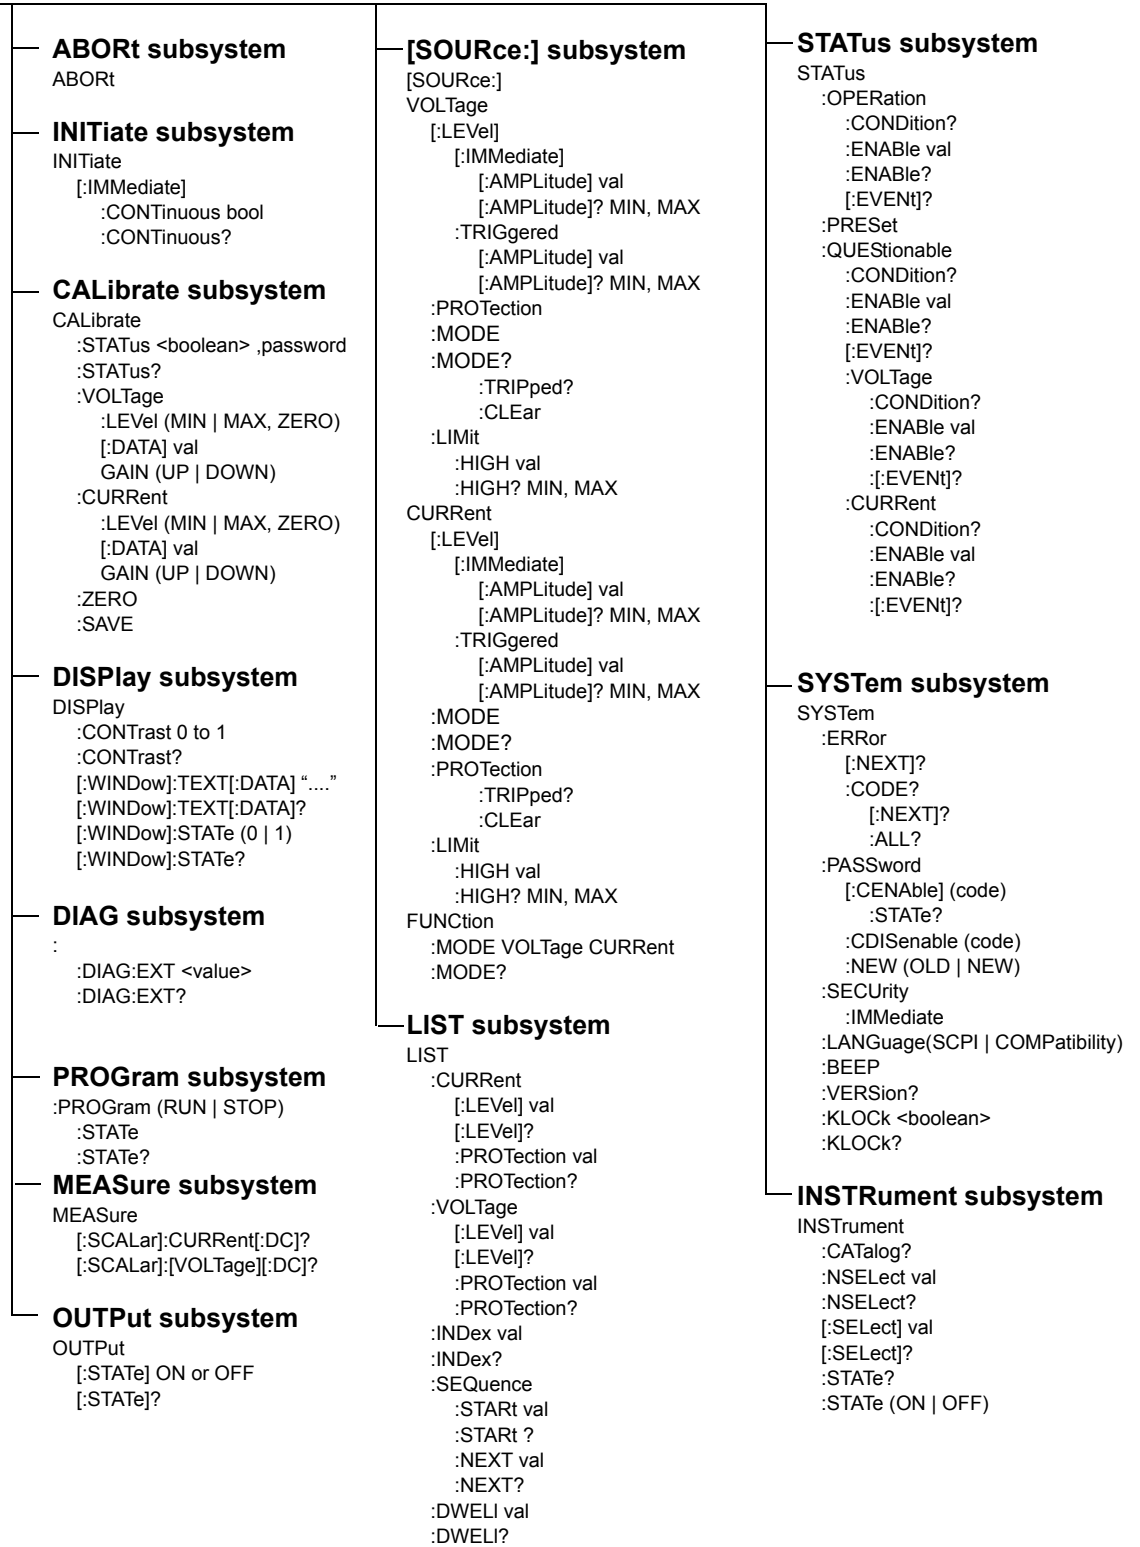 ABORt subsystem
ABORt
INITiate subsystem
INITiate
[:IMMediate]
:CONTinuous bool
:CONTinuous?
CALibrate subsystem
CALibrate
:STATus <boolean> ,password
:STATus?
:VOLTage
:LEVel (MIN | MAX, ZERO)
[:DATA] val
GAIN (UP | DOWN)
:CURRent
:LEVel (MIN | MAX, ZERO)
[:DATA] val
GAIN (UP | DOWN)
:ZERO
:SAVE
DISPlay subsystem
DISPlay
:CONTrast 0 to 1
:CONTrast?
[:WINDow]:TEXT[:DATA] “....”
[:WINDow]:TEXT[:DATA]?
[:WINDow]:STATe (0 | 1)
[:WINDow]:STATe?
DIAG subsystem
:
:DIAG:EXT <value>
:DIAG:EXT?
PROGram subsystem
:PROGram (RUN | STOP)
:STATe
:STATe?
MEASure subsystem
MEASure
[:SCALar]:CURRent[:DC]?
[:SCALar]:[VOLTage][:DC]?
OUTPut subsystem
OUTPut
[:STATe] ON or OFF
[:STATe]?
[SOURce:] subsystem
[SOURce:]
VOLTage
[:LEVel]
[:IMMediate]
[:AMPLitude] val
[:AMPLitude]? MIN, MAX
:TRIGgered
[:AMPLitude] val
[:AMPLitude]? MIN, MAX
:PROTection
:MODE
:MODE?
:TRIPped?
:CLEar
:LIMit
:HIGH val
:HIGH? MIN, MAX
CURRent
[:LEVel]
[:IMMediate]
[:AMPLitude] val
[:AMPLitude]? MIN, MAX
:TRIGgered
[:AMPLitude] val
[:AMPLitude]? MIN, MAX
:MODE
:MODE?
:PROTection
:TRIPped?
:CLEar
:LIMit
:HIGH val
:HIGH? MIN, MAX
FUNCtion
:MODE VOLTage CURRent
:MODE?
LIST subsystem
LIST
:CURRent
[:LEVel] val
[:LEVel]?
:PROTection val
:PROTection?
:VOLTage
[:LEVel] val
[:LEVel]?
:PROTection val
:PROTection?
:INDex val
:INDex?
:SEQuence
:STARt val
:STARt ?
:NEXT val
:NEXT?
:DWELl val
:DWELl?
STATus subsystem
STATus
:OPERation
:CONDition?
:ENABle val
:ENABle?
[:EVENt]?
:PRESet
:QUEStionable
:CONDition?
:ENABle val
:ENABle?
[:EVENt]?
:VOLTage
:CONDition?
:ENABle val
:ENABle?
:[:EVENt]?
:CURRent
:CONDition?
:ENABle val
:ENABle?
:[:EVENt]?
SYSTem subsystem
SYSTem
:ERRor
[:NEXT]?
:CODE?
[:NEXT]?
:ALL?
:PASSword
[:CENAble] (code)
:STATe?
:CDISenable (code)
:NEW (OLD | NEW)
:SECUrity
:IMMediate
:LANGuage(SCPI | COMPatibility)
:BEEP
:VERSion?
:KLOCk <boolean>
:KLOCk?
INSTRument subsystem
INSTrument
:CATalog?
:NSELect val
:NSELect?
[:SELect] val
[:SELect]?
:STATe?
:STATe (ON | OFF)